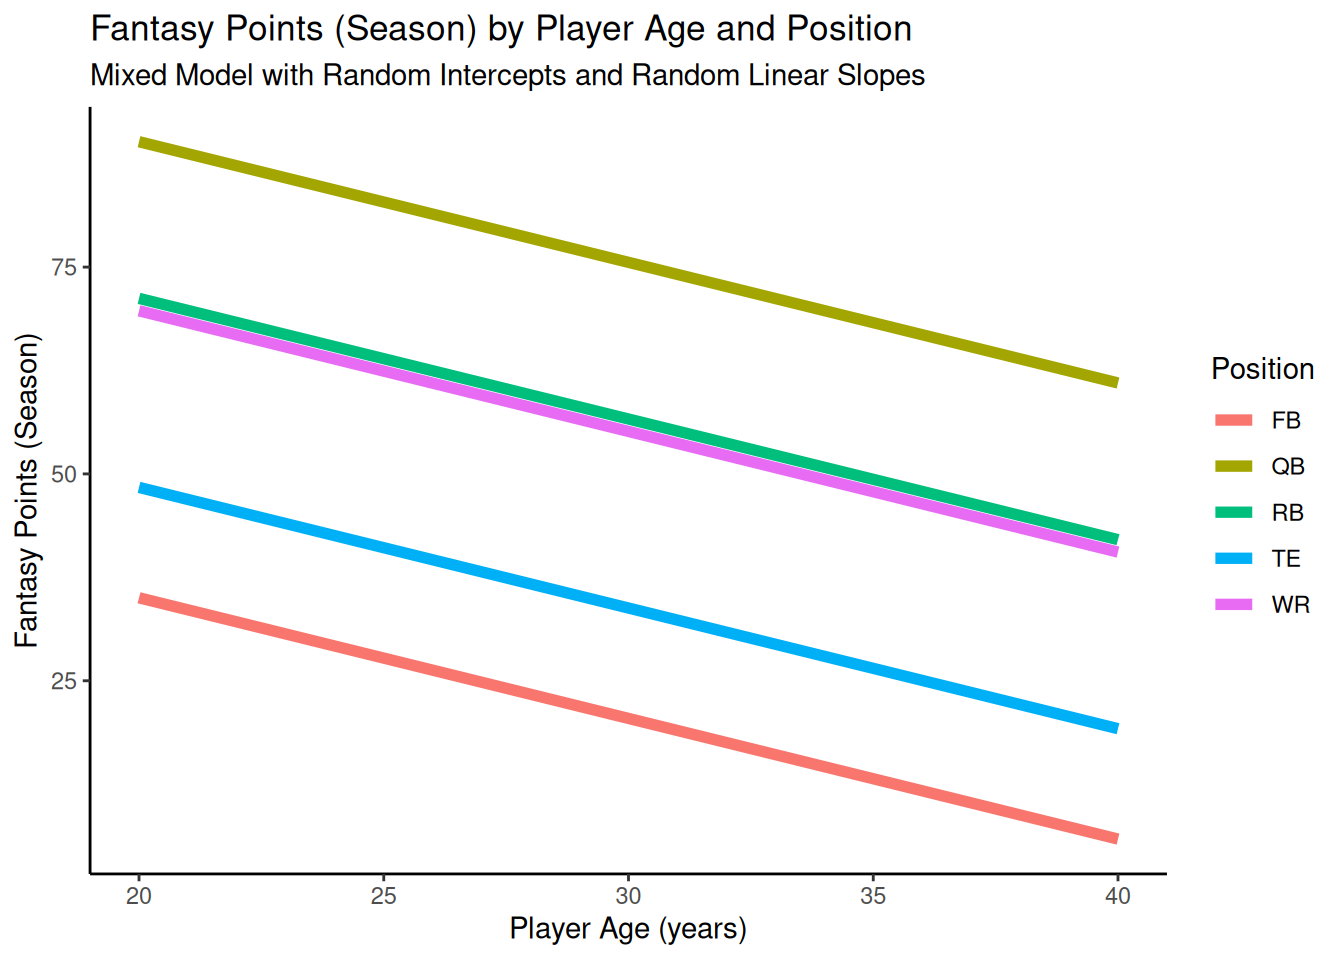 Fantasy Points (Season) by Player Age and Position
Mixed Model with Random Intercepts and Random Linear Slopes
75
50
25
Fantasy Points (Season)
20 25 30 35 40
Player Age (years)
Position
FB
QB
RB
TE
WR